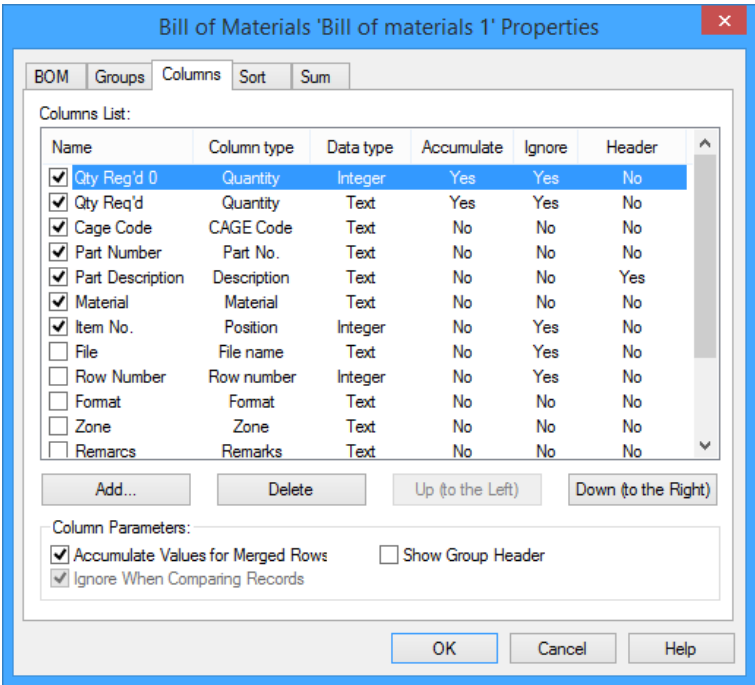 Bill of Materials 'Bill of materials 1' Properties
BOM Groups Columns Sort Sum
Columns List:
Name Column type Data type Accumulate Ignore Header
Qty Reg'd 0 Quantity Integer Yes Yes No
Qty Req'd Quantity Text Yes Yes No
Cage Code CAGE Code Text No No No
Part Number Part No. Text No No No
Part Description Description Text No No Yes
Material Material Text No No No
Item No. Position Integer No Yes No
File File name Text No Yes No
Row Number Row number Integer No Yes No
Format Format Text No No No
Zone Zone Text No No No
Remarcs Remarks Text No No No
Add... Delete Up (to the Left) Down (to the Right)
Column Parameters:
Accumulate Values for Merged Rows Show Group Header
Ignore When Comparing Records
OK Cancel Help